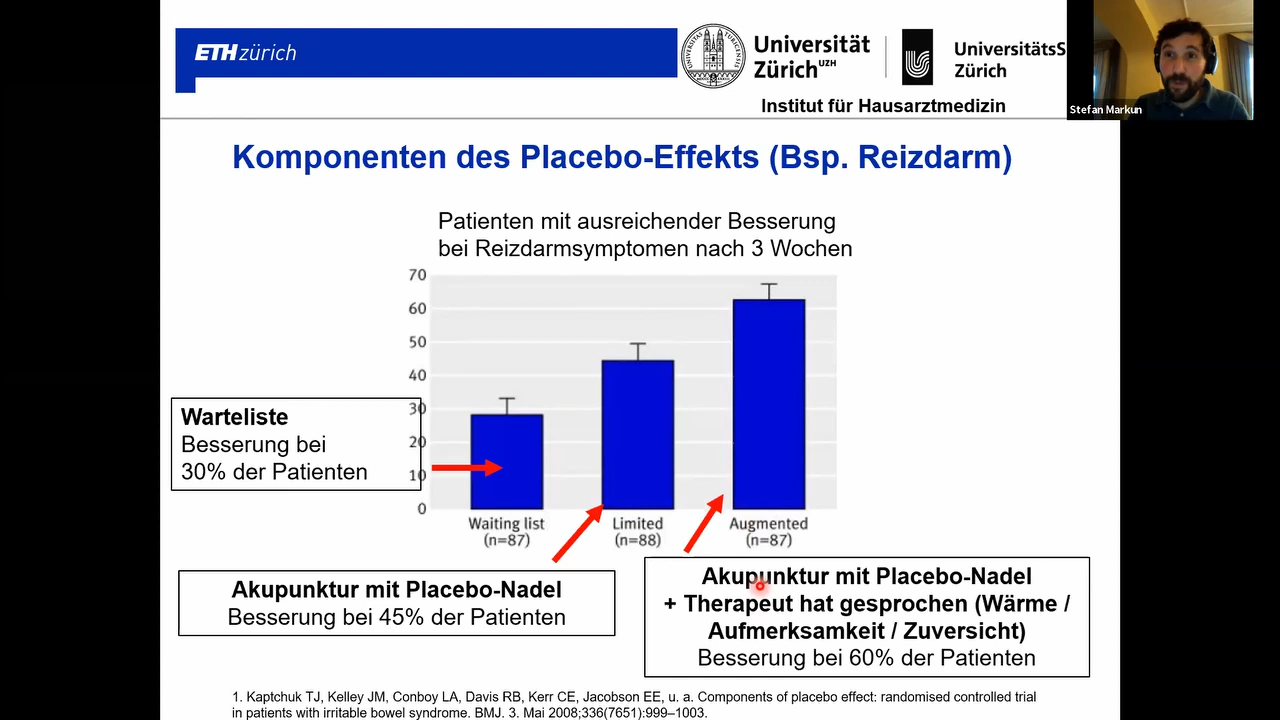 ETH zürich
Universität
Zürich UZH
UniversitätsS
Zürich
Institut für Hausarztmedizin
Stefan Markun
Komponenten des Placebo-Effekts (Bsp. Reizdarm)
Patienten mit ausreichender Besserung
bei Reizdarmsymptomen nach 3 Wochen
70
60
50
40
30
20
10
0
Warteliste
Besserung bei
30% der Patienten
Waiting list
(n=87)
Limited
(n=88)
Augmented
(n=87)
Akupunktur mit Placebo-Nadel
Besserung bei 45% der Patienten
Akupunktur mit Placebo-Nadel
+ Therapeut hat gesprochen (Wärme /
Aufmerksamkeit / Zuversicht)
Besserung bei 60% der Patienten
1. Kaptchuk TJ, Kelley JM, Conboy LA, Davis RB, Kerr CE, Jacobson EE, u. a. Components of placebo effect: randomised controlled trial
in patients with irritable bowel syndrome. BMJ. 3. Mai 2008;336(7651):999–1003.